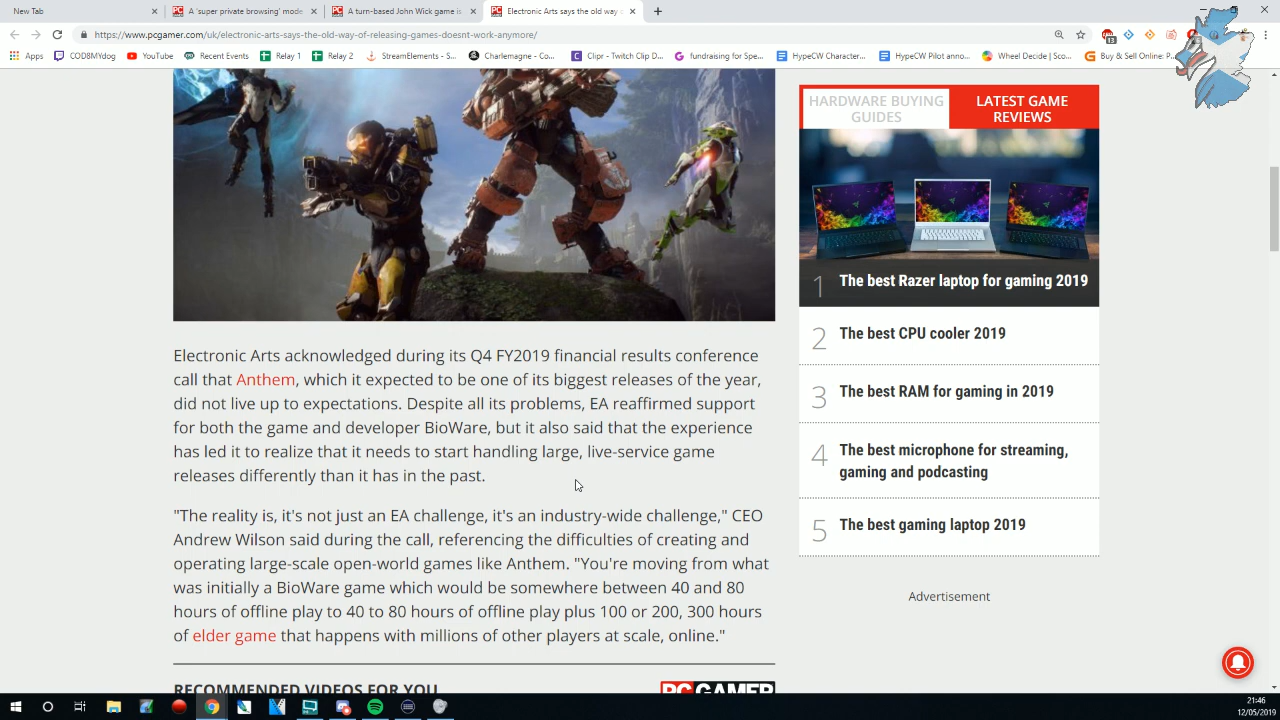 New Tab
A 'super private browsing' mode
A turn-based John Wick game is
Electronic Arts says the old way
https://www.pcgamer.com/uk/electronic-arts-says-the-old-way-of-releasing-games-doesnt-work-anymore/
13
Apps
COD8MYdog
YouTube
Recent Events
Relay 1
Relay 2
StreamElements - S...
Charlemagne - Co...
Clipr - Twitch Clip D...
fundraising for Spe...
HypeCW Character...
HypeCW Pilot anno...
Wheel Decide | Sco...
Buy & Sell Online: P
HARDWARE BUYING
GUIDES
LATEST GAME
REVIEWS
1 The best Razer laptop for gaming 2019
2 The best CPU cooler 2019
3 The best RAM for gaming in 2019
4 The best microphone for streaming,
gaming and podcasting
5 The best gaming laptop 2019
Advertisement
Electronic Arts acknowledged during its Q4 FY2019 financial results conference
call that Anthem, which it expected to be one of its biggest releases of the year,
did not live up to expectations. Despite all its problems, EA reaffirmed support
for both the game and developer BioWare, but it also said that the experience
has led it to realize that it needs to start handling large, live-service game
releases differently than it has in the past.
"The reality is, it's not just an EA challenge, it's an industry-wide challenge," CEO
Andrew Wilson said during the call, referencing the difficulties of creating and
operating large-scale open-world games like Anthem. "You're moving from what
was initially a BioWare game which would be somewhere between 40 and 80
hours of offline play to 40 to 80 hours of offline play plus 100 or 200, 300 hours
of elder game that happens with millions of other players at scale, online."
RECOMMENDED VIDEOS FOR YOU
PC GAMER
21:46
12/05/2019